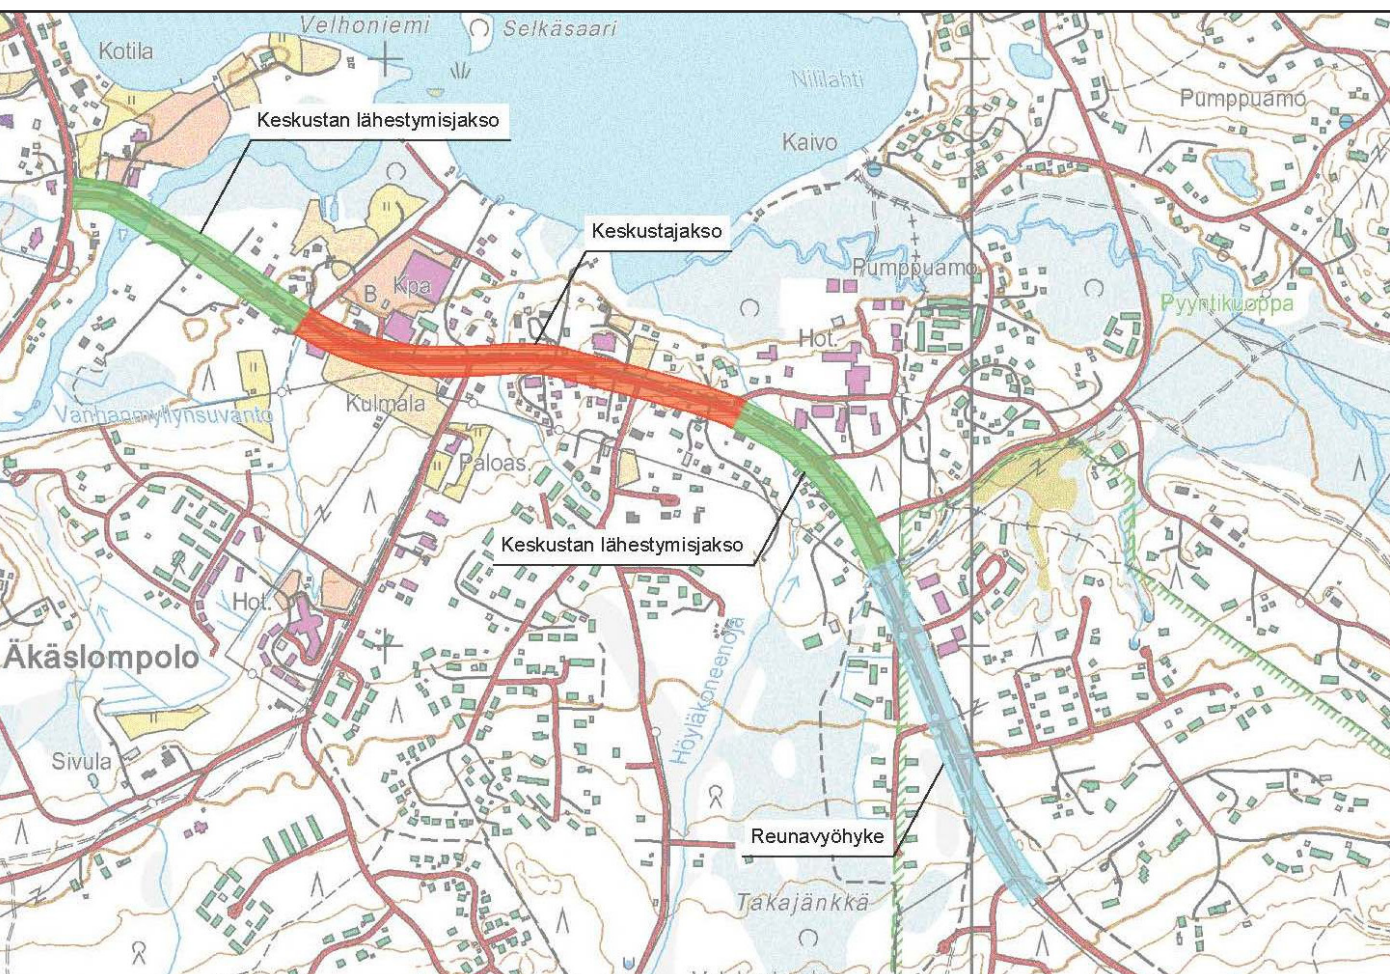 Velhoniemi
Selkäsaari
Kotila
Nililahti
Pumppuamo
Keskustan lähestymisjakso
Kaivo
Keskustajakso
Pumppuamo
B
Kpa
Pyyntikuoppa
Hot.
Kulmala
Vanhanmyllynsuvanto
Paloas.
Keskustan lähestymisjakso
Hot.
Höyläkoneenoja
Äkäslompolo
Sivula
Reunavyöhyke
Takajänkkä